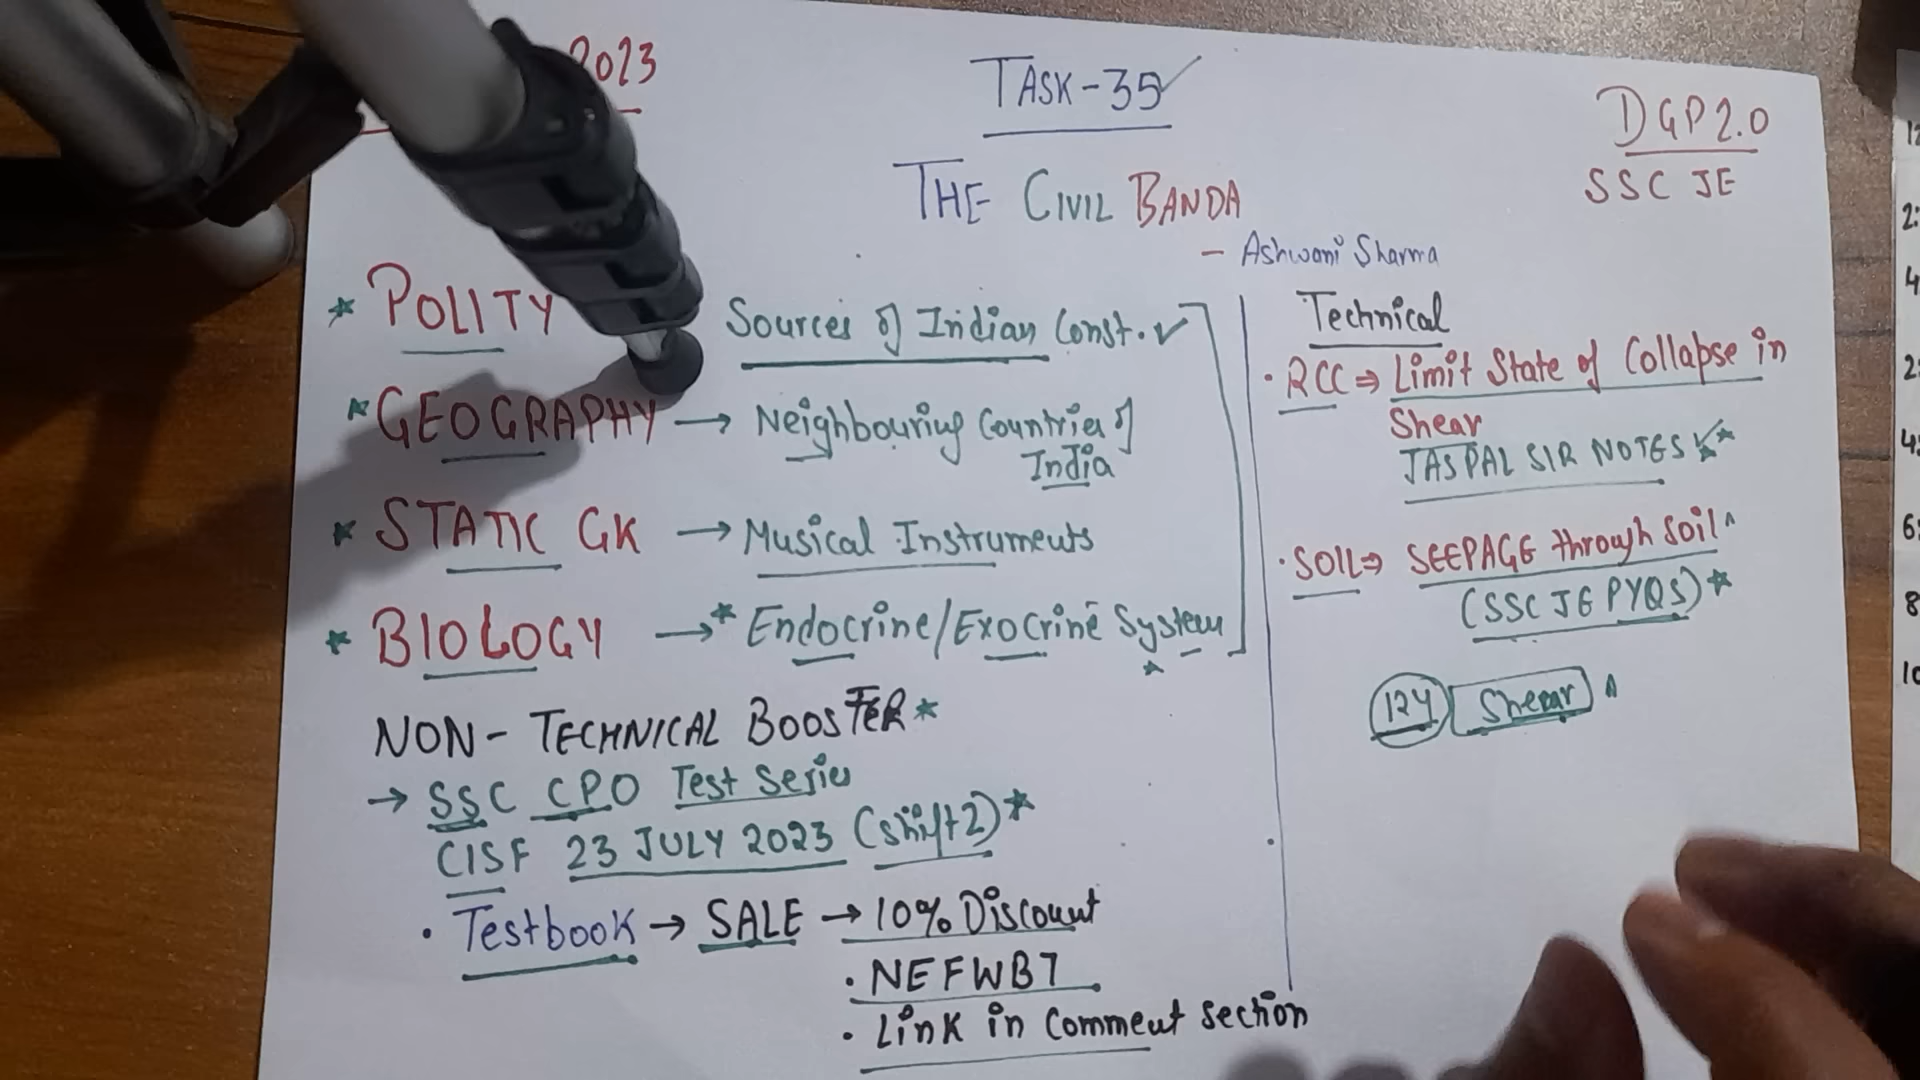 2023
TASK-35
DGP 2.0
SSC JE
THE CIVIL BANDA
- Ashwani Sharma
POLITY Sources of Indian Const.
GEOGRAPHY → Neighbouring Countries of
India
STATIC GK → Musical Instruments
BIOLOGY → Endocrine/Exocrine System
NON-TECHNICAL BOOSTER
→ SSC CPO Test Series
CISF 23 JULY 2023 (Shift 2)
• Testbook → SALE → 10% Discount
• NEFWB7
• Link in Comment section
Technical
• RCC ⇒ Limit State of Collapse in
Shear
JASPAL SIR NOTES
• SOIL ⇒ SEEPAGE through Soil
(SSC JE PYQS)
124 Shear